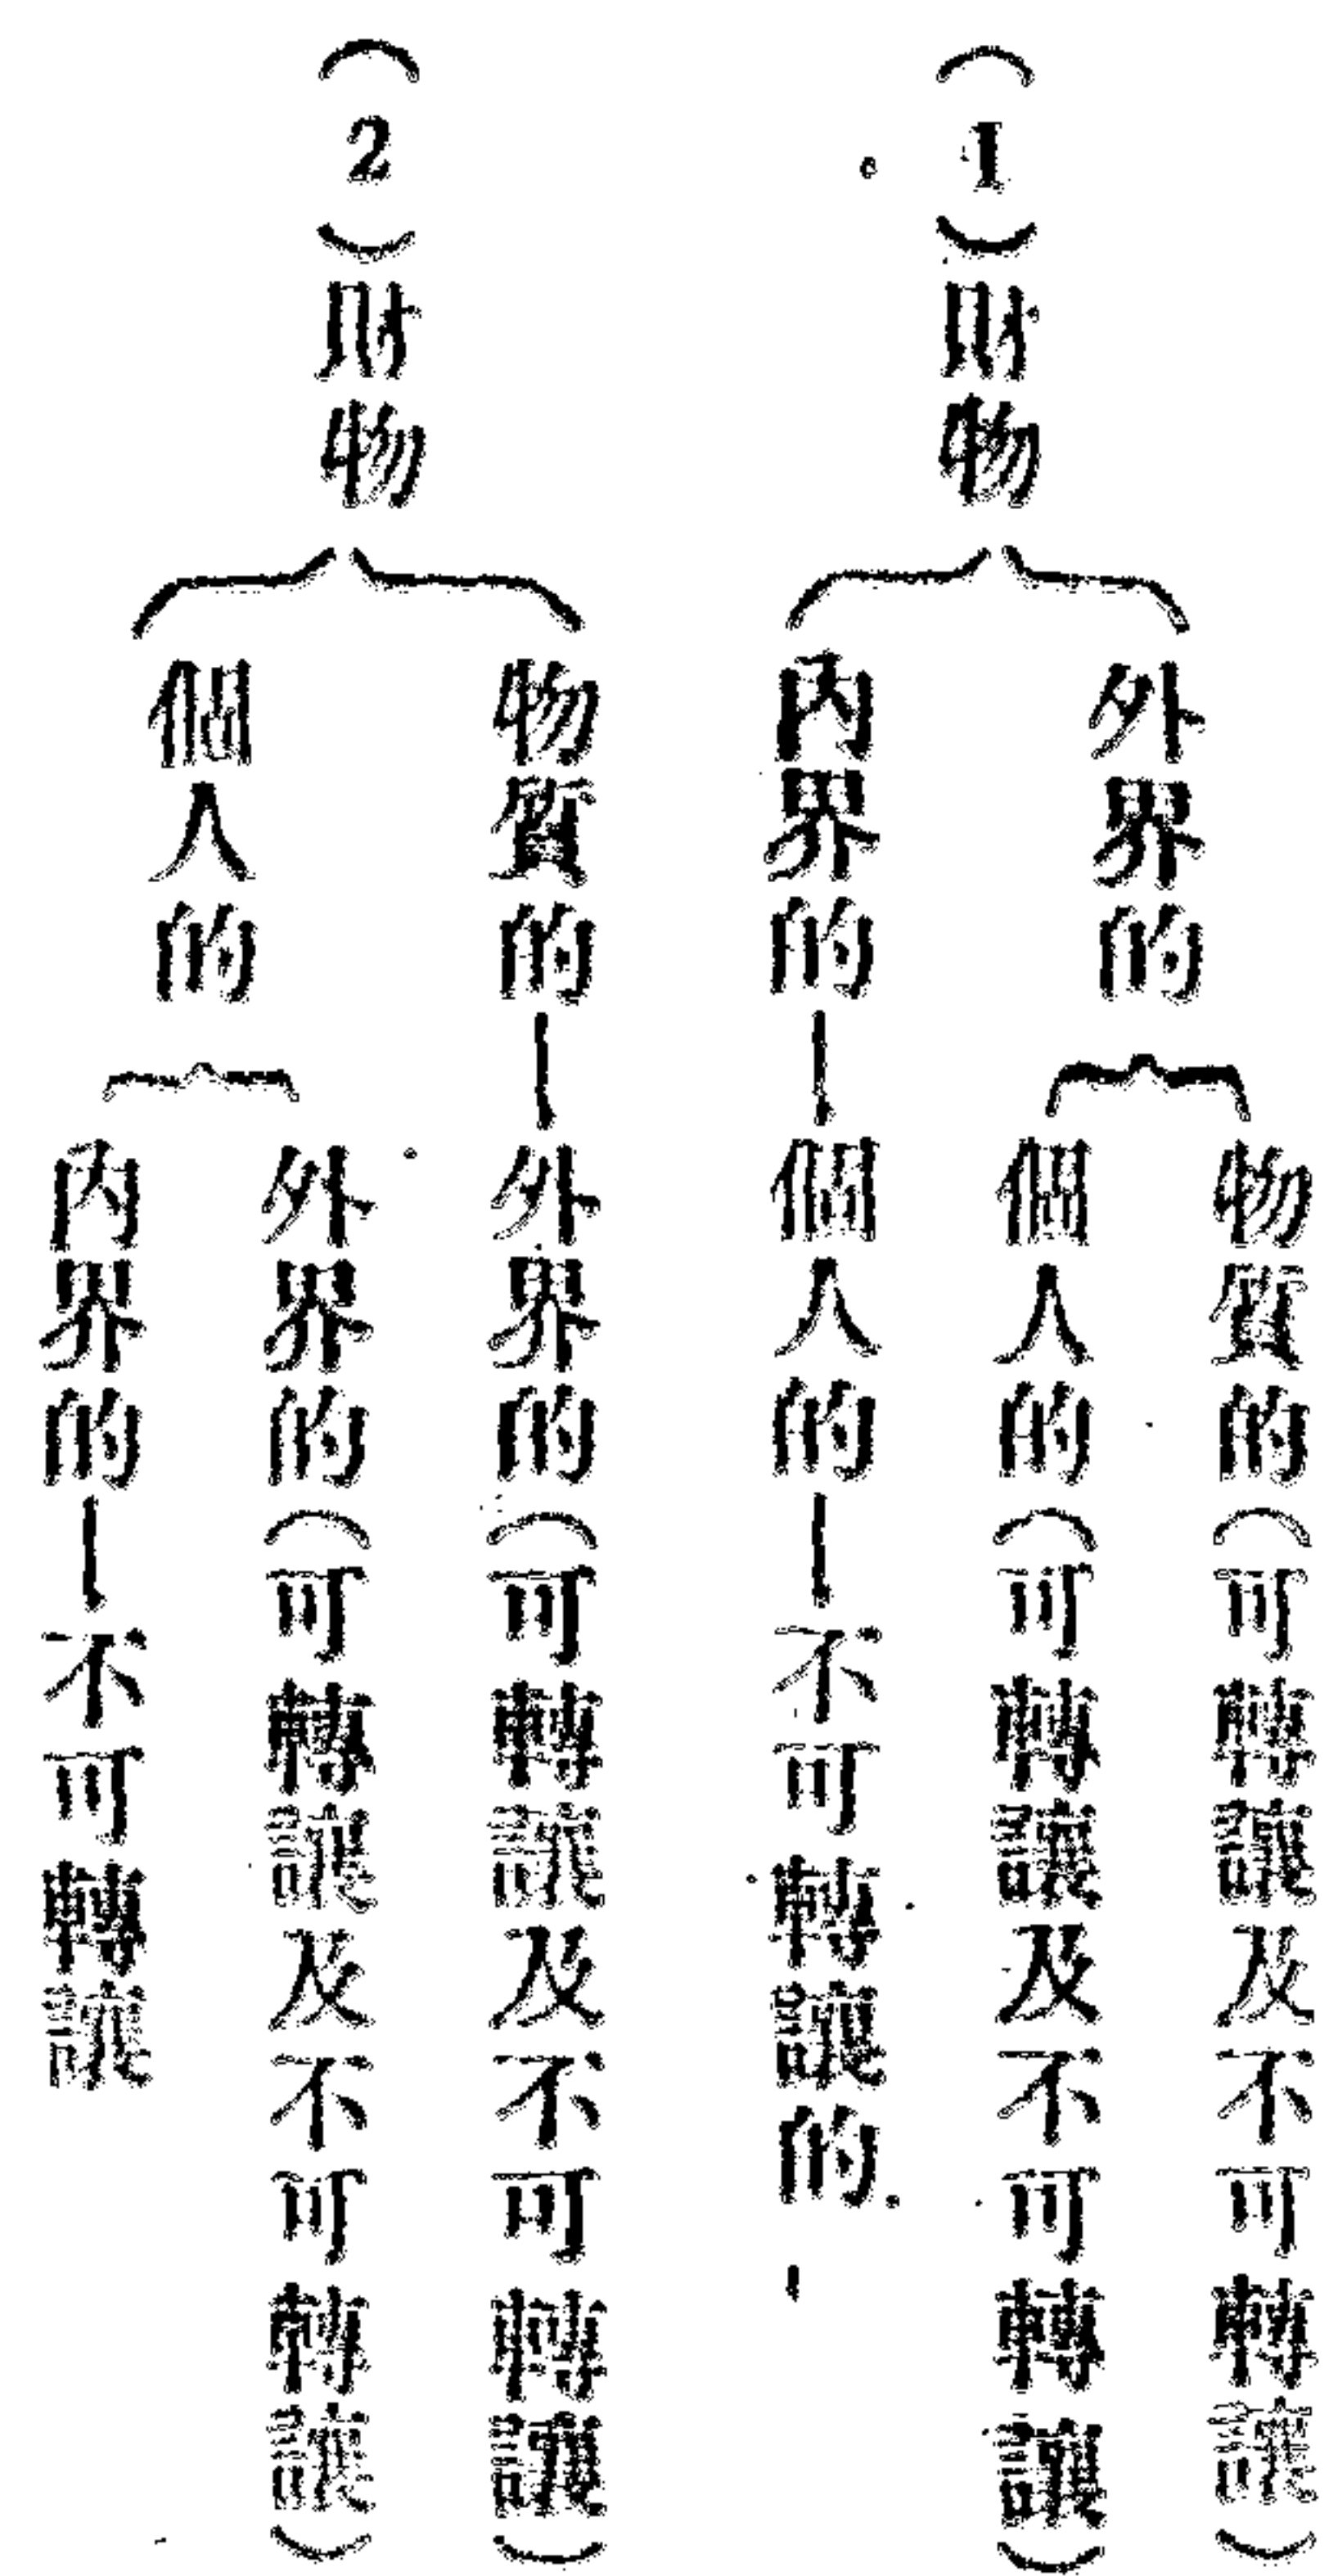 （1）財物
外界的
物質的（可轉讓及不可轉讓）
個人的（可轉讓及不可轉讓）
內界的—個人的—不可轉讓的
（2）財物
物質的—外界的（可轉讓及不可轉讓）
個人的
外界的（可轉讓及不可轉讓）
內界的—不可轉讓